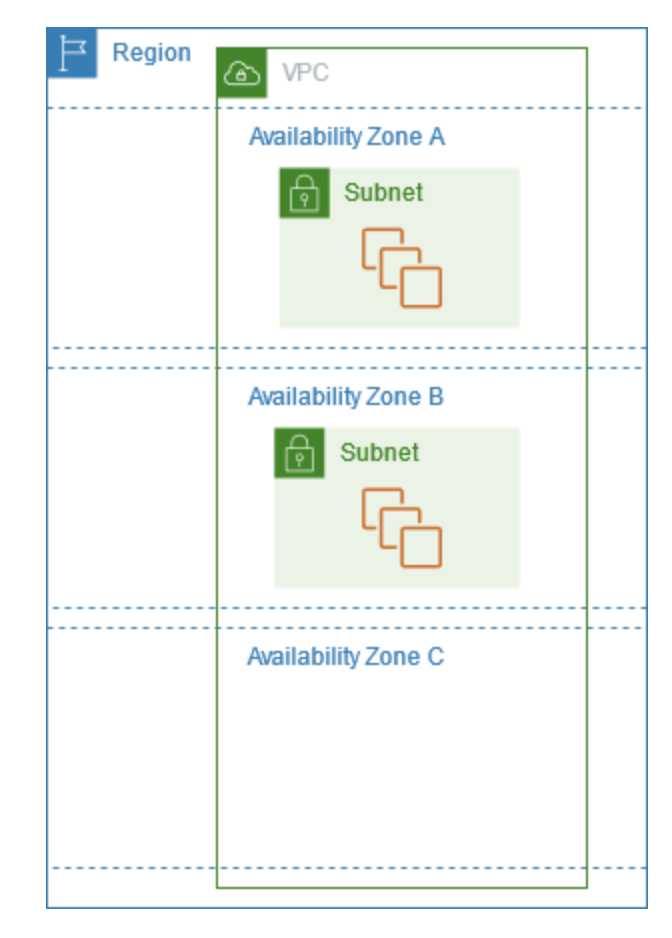 Region
VPC
Availability Zone A
Subnet
Availability Zone B
Subnet
Availability Zone C